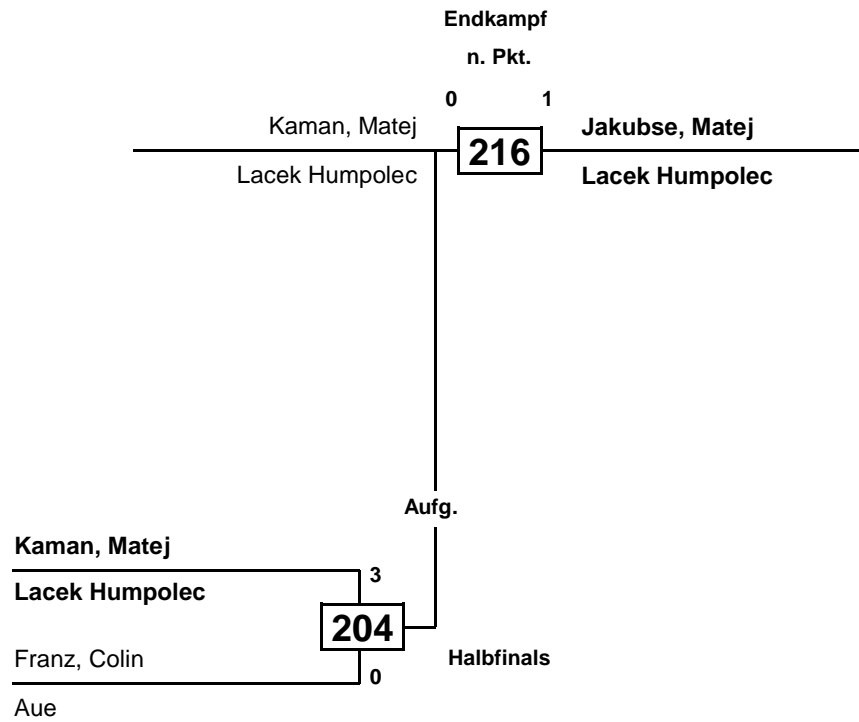 Endkampf
n. Pkt.
0 1
Kaman, Matej 216 Jakubse, Matej
Lacek Humpolec Lacek Humpolec
Aufg.
Kaman, Matej
3
Lacek Humpolec
204
Franz, Colin Halbfinals
0
Aue